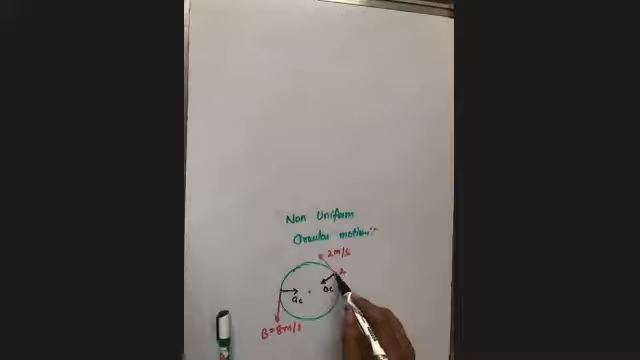 Non Uniform
Circular motion:-
2m/s
A
ac
ac
B 8m/s